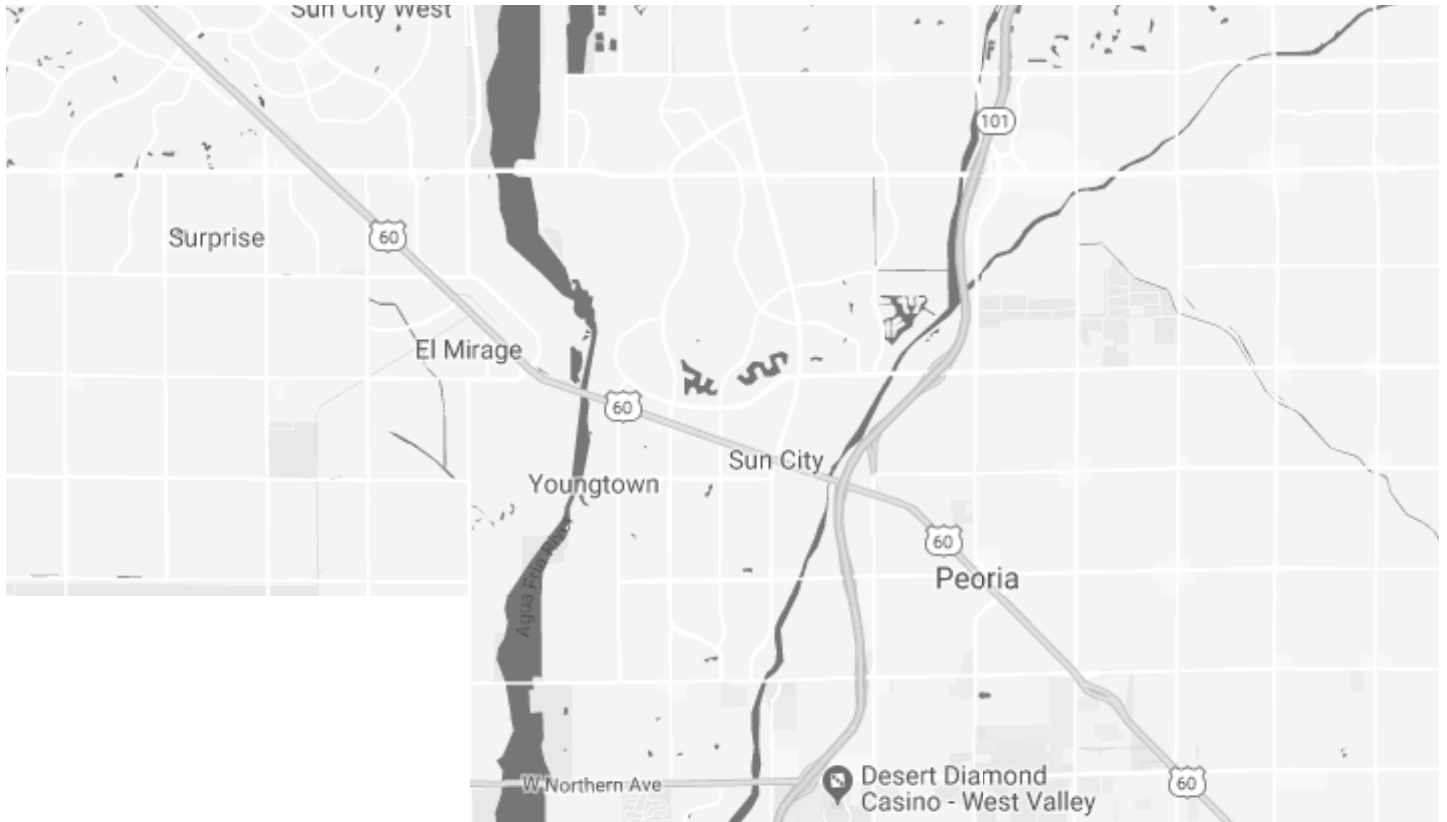 Sun City West
101
Surprise
60
El Mirage
60
Sun City
Youngtown
60
Agua Fria River
Peoria
W Northern Ave
Desert Diamond
Casino - West Valley
60